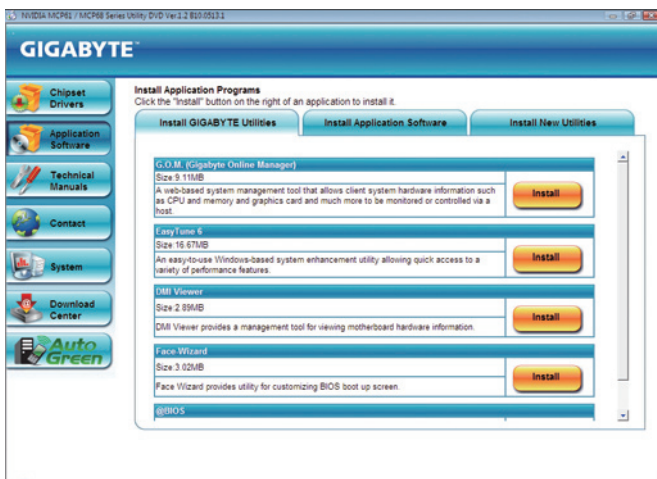 NVIDIA MCP61 / MCP68 Series Utility DVD Ver.1.2 B10.0513.1
GIGABYTE™
Chipset
Drivers
Application
Software
Technical
Manuals
Contact
System
Download
Center
Auto
Green
Install Application Programs
Click the "Install" button on the right of an application to install it.
Install GIGABYTE Utilities
Install Application Software
Install New Utilities
G.O.M. (Gigabyte Online Manager)
Size:9.11MB
A web-based system management tool that allows client system hardware information such
as CPU and memory and graphics card and much more to be monitored or controlled via a
host.
Install
EasyTune 6
Size:16.67MB
An easy-to-use Windows-based system enhancement utility allowing quick access to a
variety of performance features.
Install
DMI Viewer
Size:2.89MB
DMI Viewer provides a management tool for viewing motherboard hardware information.
Install
Face-Wizard
Size:3.02MB
Face Wizard provides utility for customizing BIOS boot up screen.
Install
@BIOS